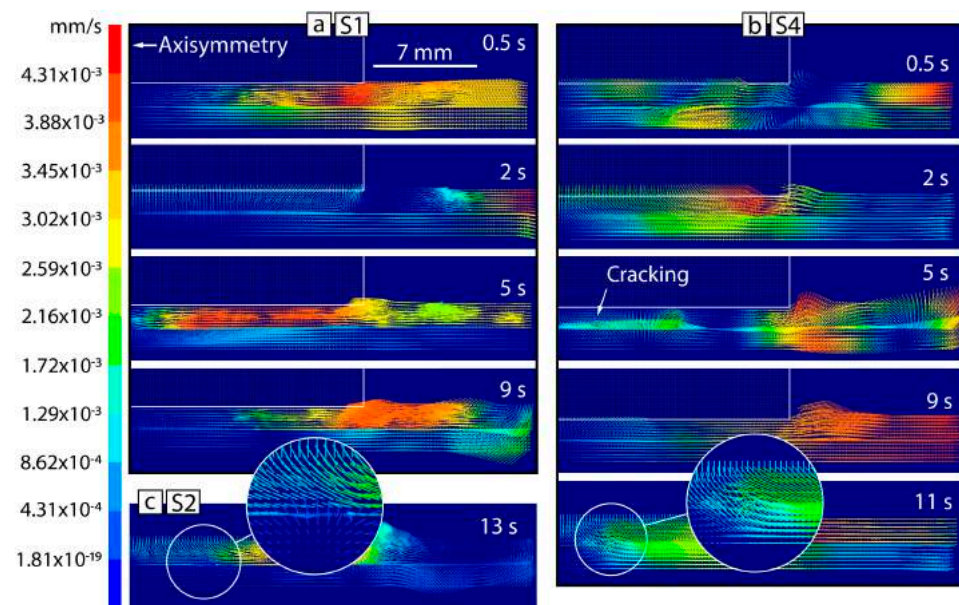 mm/s
4.31x10⁻³
3.88x10⁻³
3.45x10⁻³
3.02x10⁻³
2.59x10⁻³
2.16x10⁻³
1.72x10⁻³
1.29x10⁻³
8.62x10⁻⁴
4.31x10⁻⁴
1.81x10⁻¹⁹
a S1
Axisymmetry
0.5 s
7 mm
2 s
5 s
9 s
b S4
0.5 s
2 s
5 s
Cracking
9 s
11 s
c S2
13 s